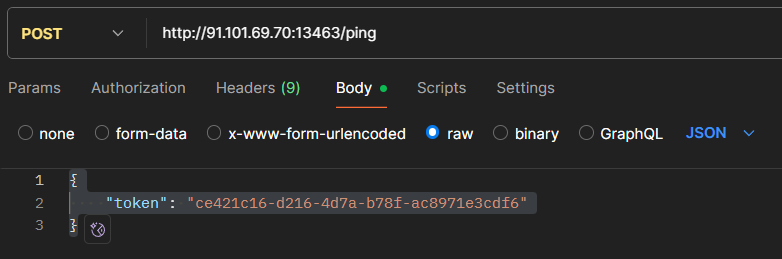 POST http://91.101.69.70:13463/ping
Params Authorization Headers (9) Body Scripts Settings
none form-data x-www-form-urlencoded raw binary GraphQL JSON
1 {
2 "token": "ce421c16-d216-4d7a-b78f-ac8971e3cdf6"
3 }